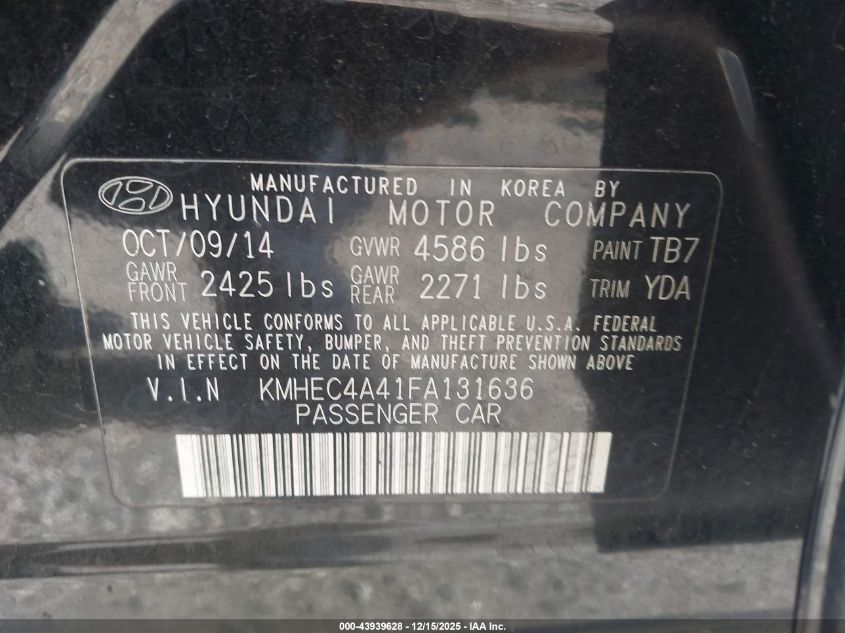 MANUFACTURED IN KOREA BY
HYUNDAI MOTOR COMPANY
OCT/09/14 GVWR 4586 lbs PAINT TB7
GAWR FRONT 2425 lbs GAWR REAR 2271 lbs TRIM YDA
THIS VEHICLE CONFORMS TO ALL APPLICABLE U.S.A. FEDERAL
MOTOR VEHICLE SAFETY, BUMPER, AND THEFT PREVENTION STANDARDS
IN EFFECT ON THE DATE OF MANUFACTURE SHOWN ABOVE
V.I.N KMHEC4A41FA131636
PASSENGER CAR
000-43939628 - 12/15/2025 - IAA Inc.